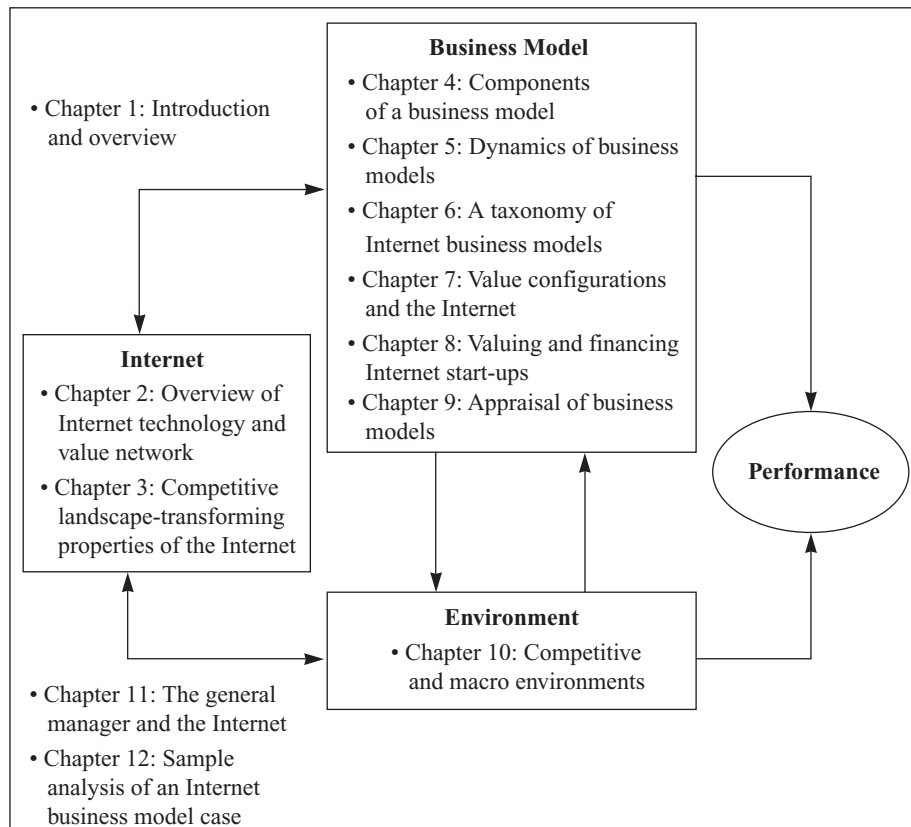 • Chapter 1: Introduction
and overview
Business Model
• Chapter 4: Components
of a business model
• Chapter 5: Dynamics of business
models
• Chapter 6: A taxonomy of
Internet business models
• Chapter 7: Value configurations
and the Internet
• Chapter 8: Valuing and financing
Internet start-ups
• Chapter 9: Appraisal of business
models
Internet
• Chapter 2: Overview of
Internet technology and
value network
• Chapter 3: Competitive
landscape-transforming
properties of the Internet
Performance
Environment
• Chapter 10: Competitive
and macro environments
• Chapter 11: The general
manager and the Internet
• Chapter 12: Sample
analysis of an Internet
business model case